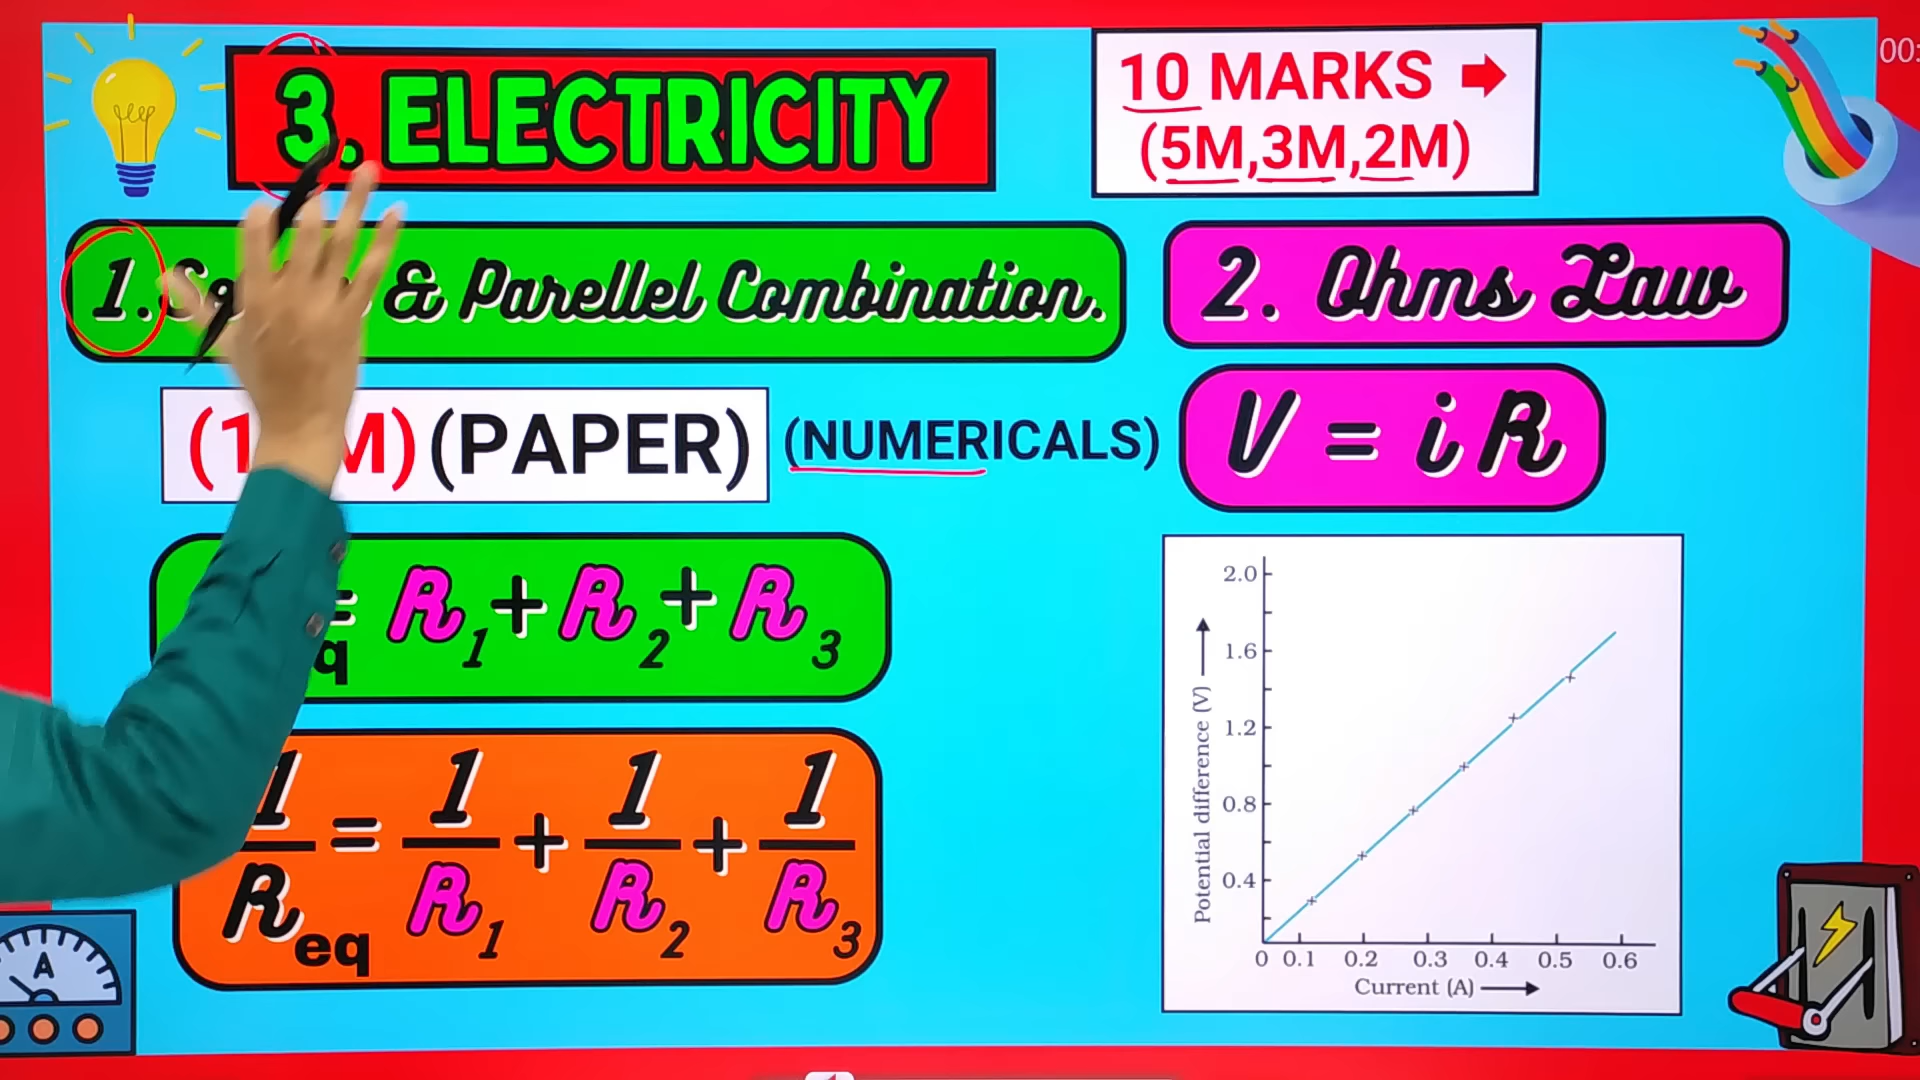 3. ELECTRICITY
10 MARKS
(5M,3M,2M)
00:
1. & Parellel Combination.
2. Ohms Law
(PAPER)
(NUMERICALS)
V = i R
= R1 + R2 + R3
1/Req = 1/R1 + 1/R2 + 1/R3
2.0
1.6
1.2
0.8
0.4
Potential difference (V)
0 0.1 0.2 0.3 0.4 0.5 0.6
Current (A)
A